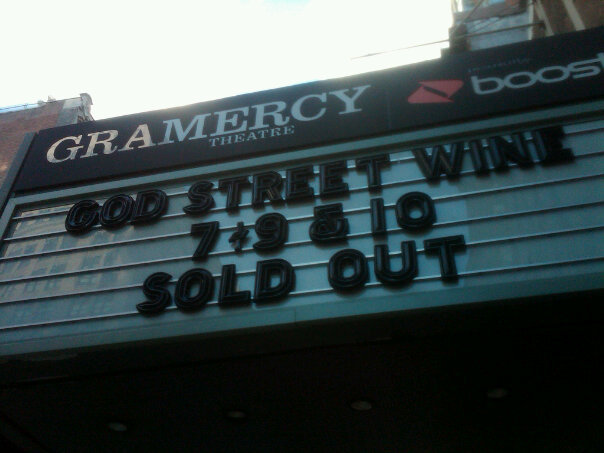 GRAMERCY
THEATRE
boost
GOD STREET WINE
7+9 & 10
SOLD OUT